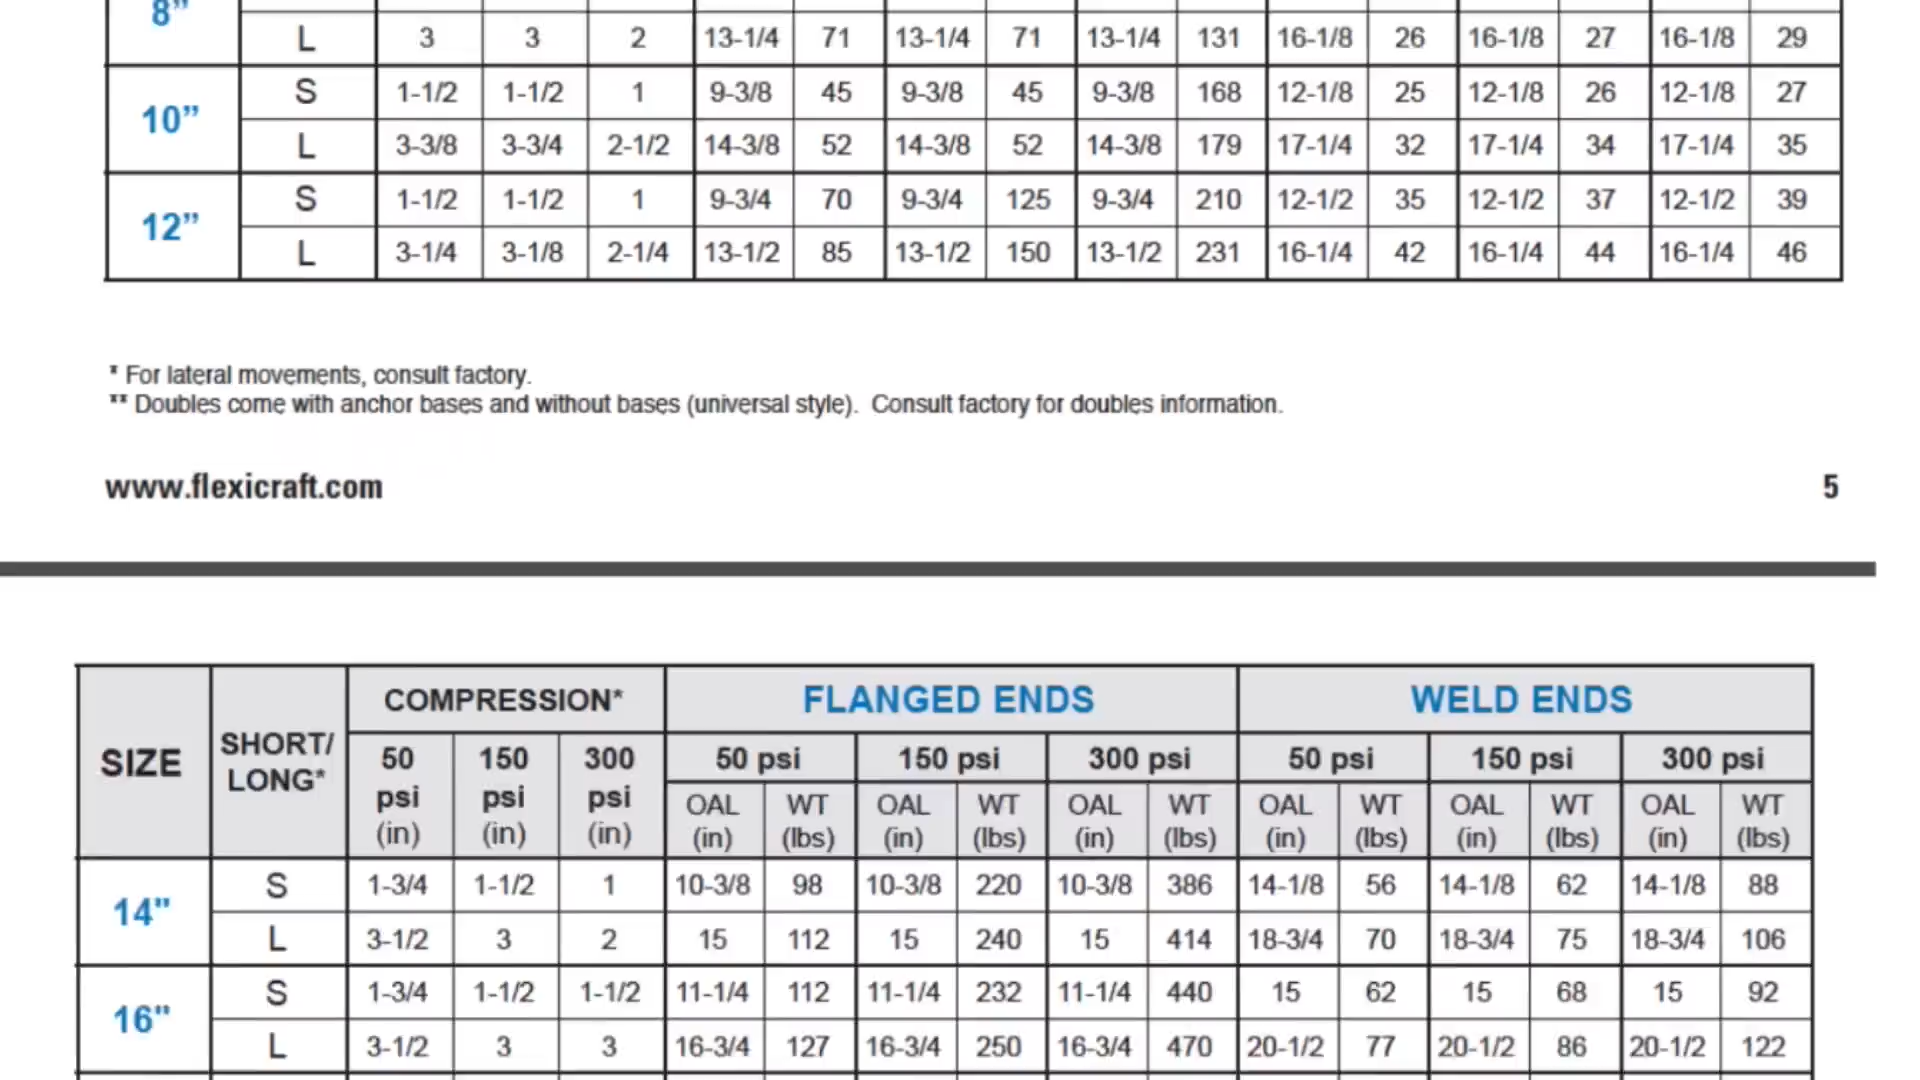 8”
L 3 3 2 13-1/4 71 13-1/4 71 13-1/4 131 16-1/8 26 16-1/8 27 16-1/8 29
10”
S 1-1/2 1-1/2 1 9-3/8 45 9-3/8 45 9-3/8 168 12-1/8 25 12-1/8 26 12-1/8 27
L 3-3/8 3-3/4 2-1/2 14-3/8 52 14-3/8 52 14-3/8 179 17-1/4 32 17-1/4 34 17-1/4 35
12”
S 1-1/2 1-1/2 1 9-3/4 70 9-3/4 125 9-3/4 210 12-1/2 35 12-1/2 37 12-1/2 39
L 3-1/4 3-1/8 2-1/4 13-1/2 85 13-1/2 150 13-1/2 231 16-1/4 42 16-1/4 44 16-1/4 46
* For lateral movements, consult factory.
** Doubles come with anchor bases and without bases (universal style). Consult factory for doubles information.
www.flexicraft.com 5
SIZE
SHORT/
LONG*
COMPRESSION* FLANGED ENDS WELD ENDS
50 psi (in) 150 psi (in) 300 psi (in) 50 psi 150 psi 300 psi 50 psi 150 psi 300 psi
OAL (in) WT (lbs) OAL (in) WT (lbs) OAL (in) WT (lbs) OAL (in) WT (lbs) OAL (in) WT (lbs) OAL (in) WT (lbs)
14"
S 1-3/4 1-1/2 1 10-3/8 98 10-3/8 220 10-3/8 386 14-1/8 56 14-1/8 62 14-1/8 88
L 3-1/2 3 2 15 112 15 240 15 414 18-3/4 70 18-3/4 75 18-3/4 106
16"
S 1-3/4 1-1/2 1-1/2 11-1/4 112 11-1/4 232 11-1/4 440 15 62 15 68 15 92
L 3-1/2 3 3 16-3/4 127 16-3/4 250 16-3/4 470 20-1/2 77 20-1/2 86 20-1/2 122